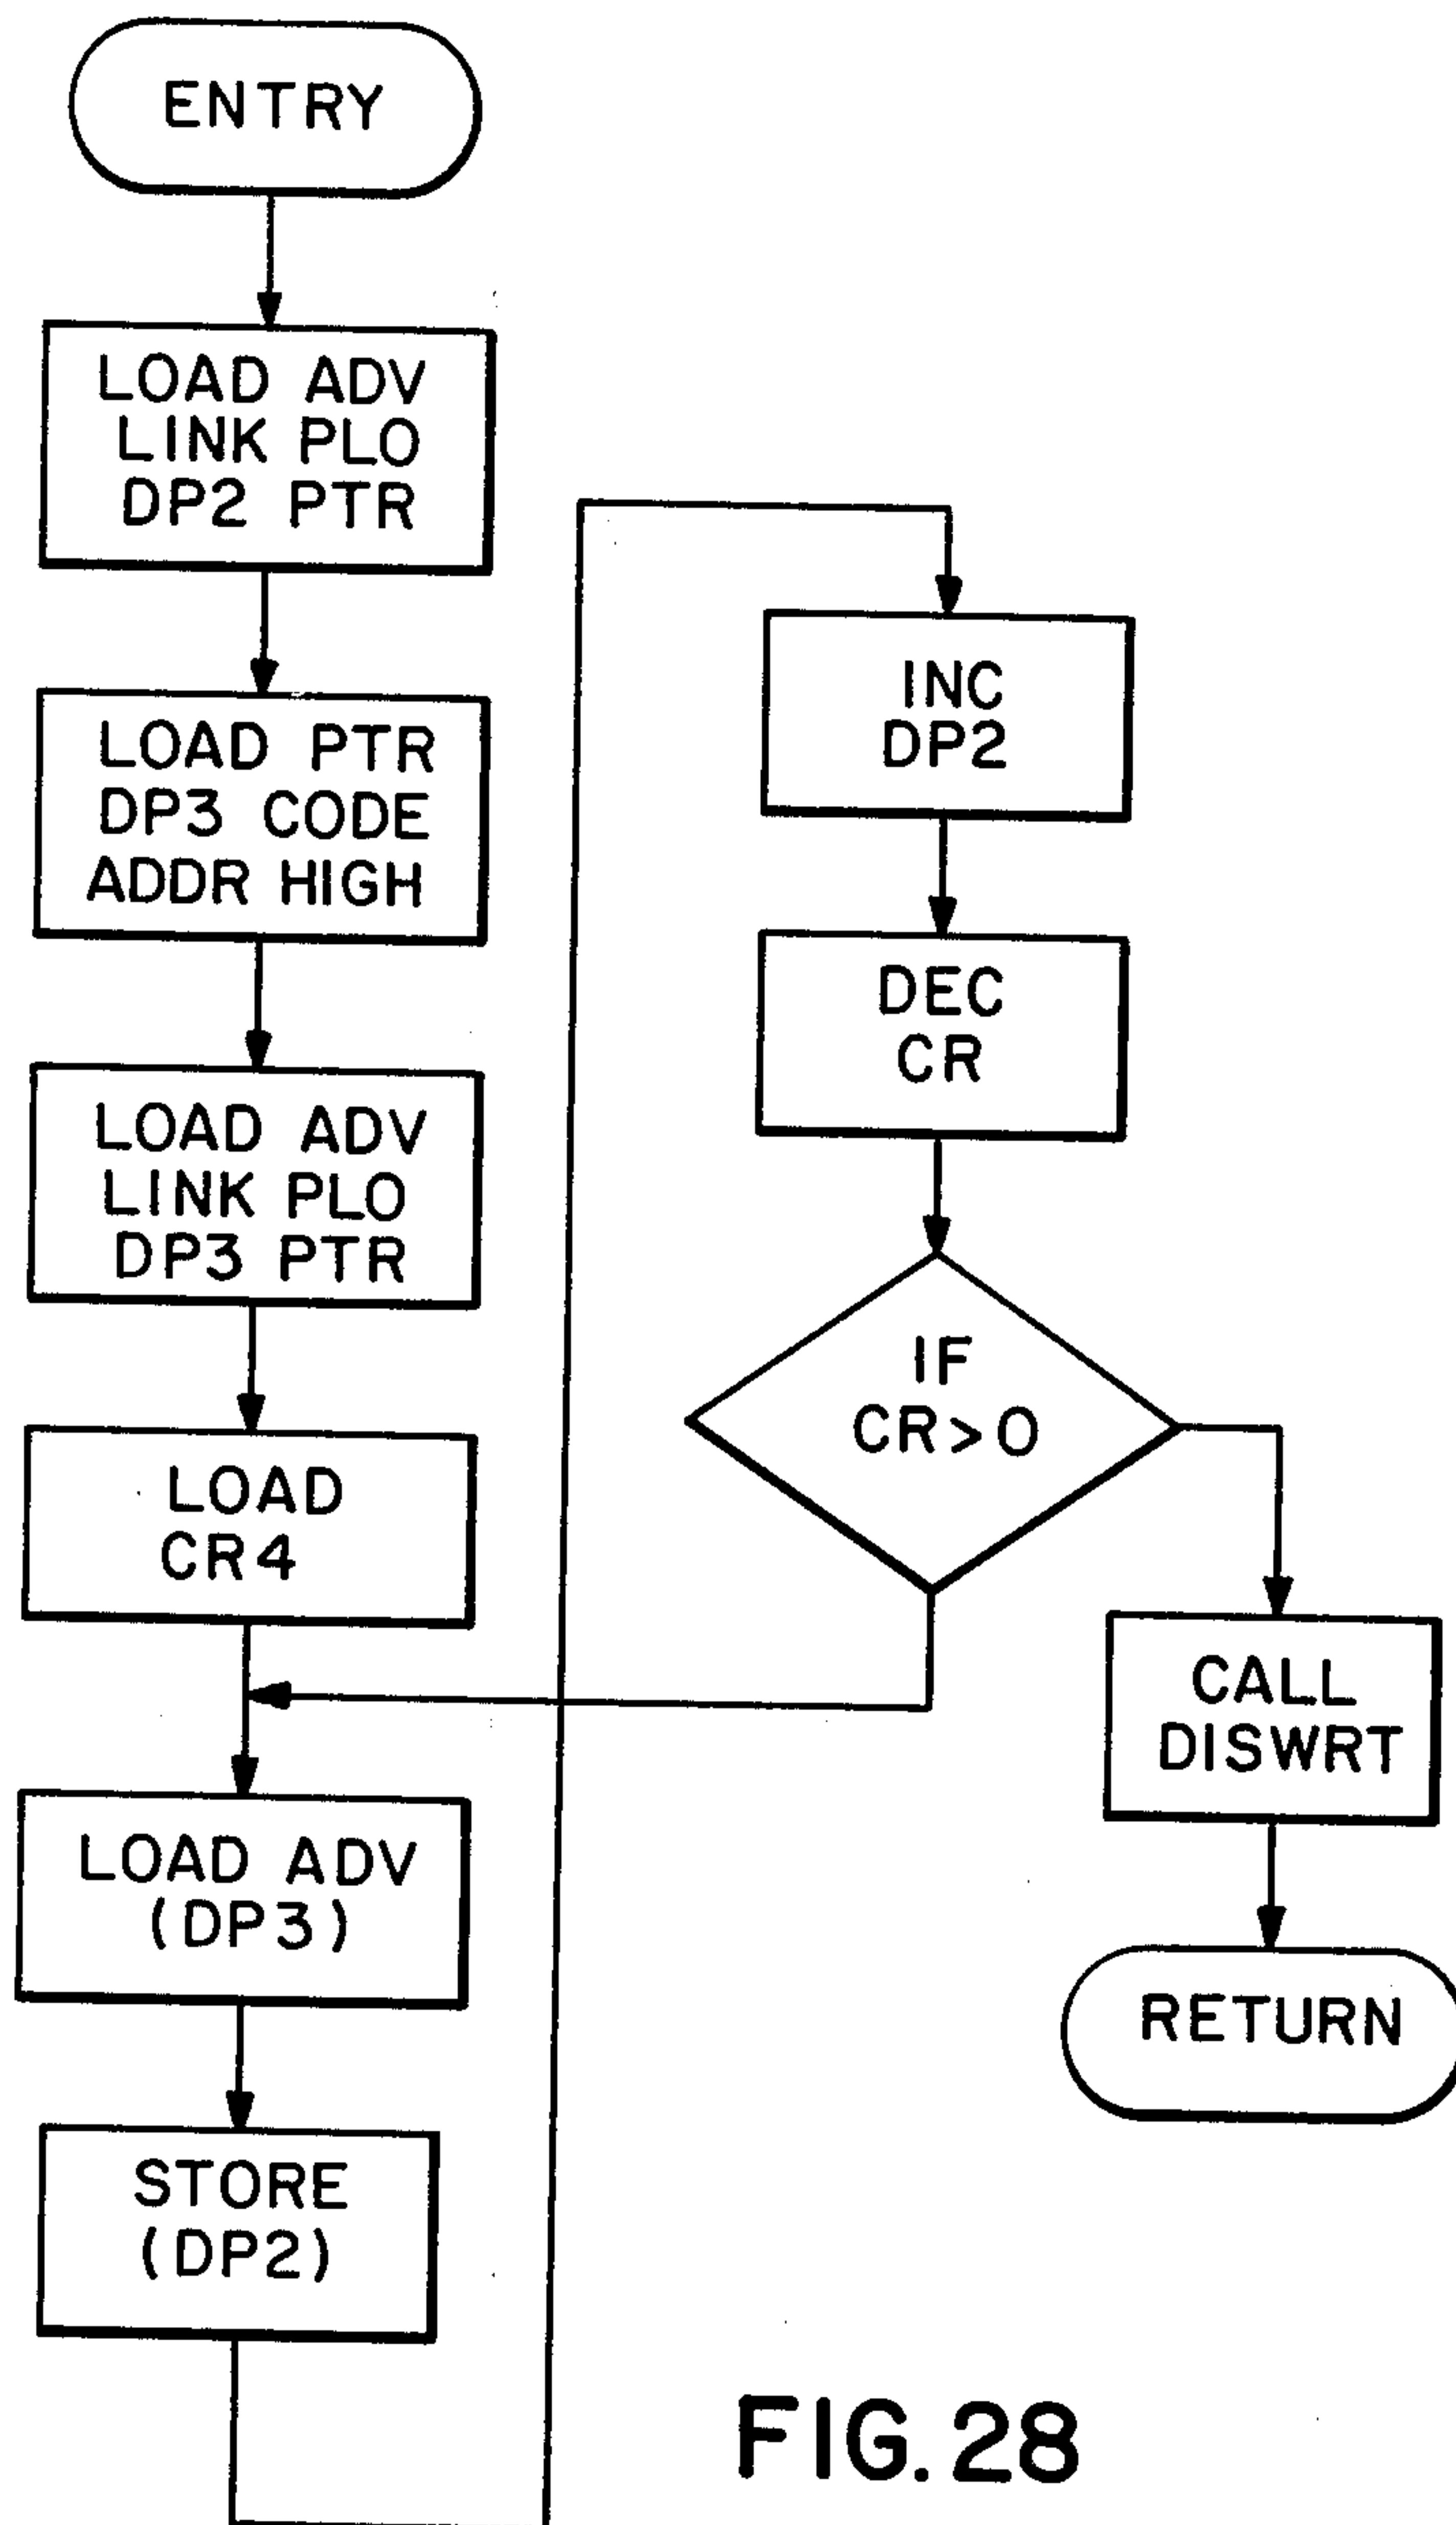 ENTRY
LOAD ADV
LINK PLO
DP2 PTR
LOAD PTR
DP3 CODE
ADDR HIGH
LOAD ADV
LINK PLO
DP3 PTR
LOAD
CR4
LOAD ADV
(DP3)
STORE
(DP2)
INC
DP2
DEC
CR
IF
CR>0
CALL
DISWRT
RETURN
FIG. 28